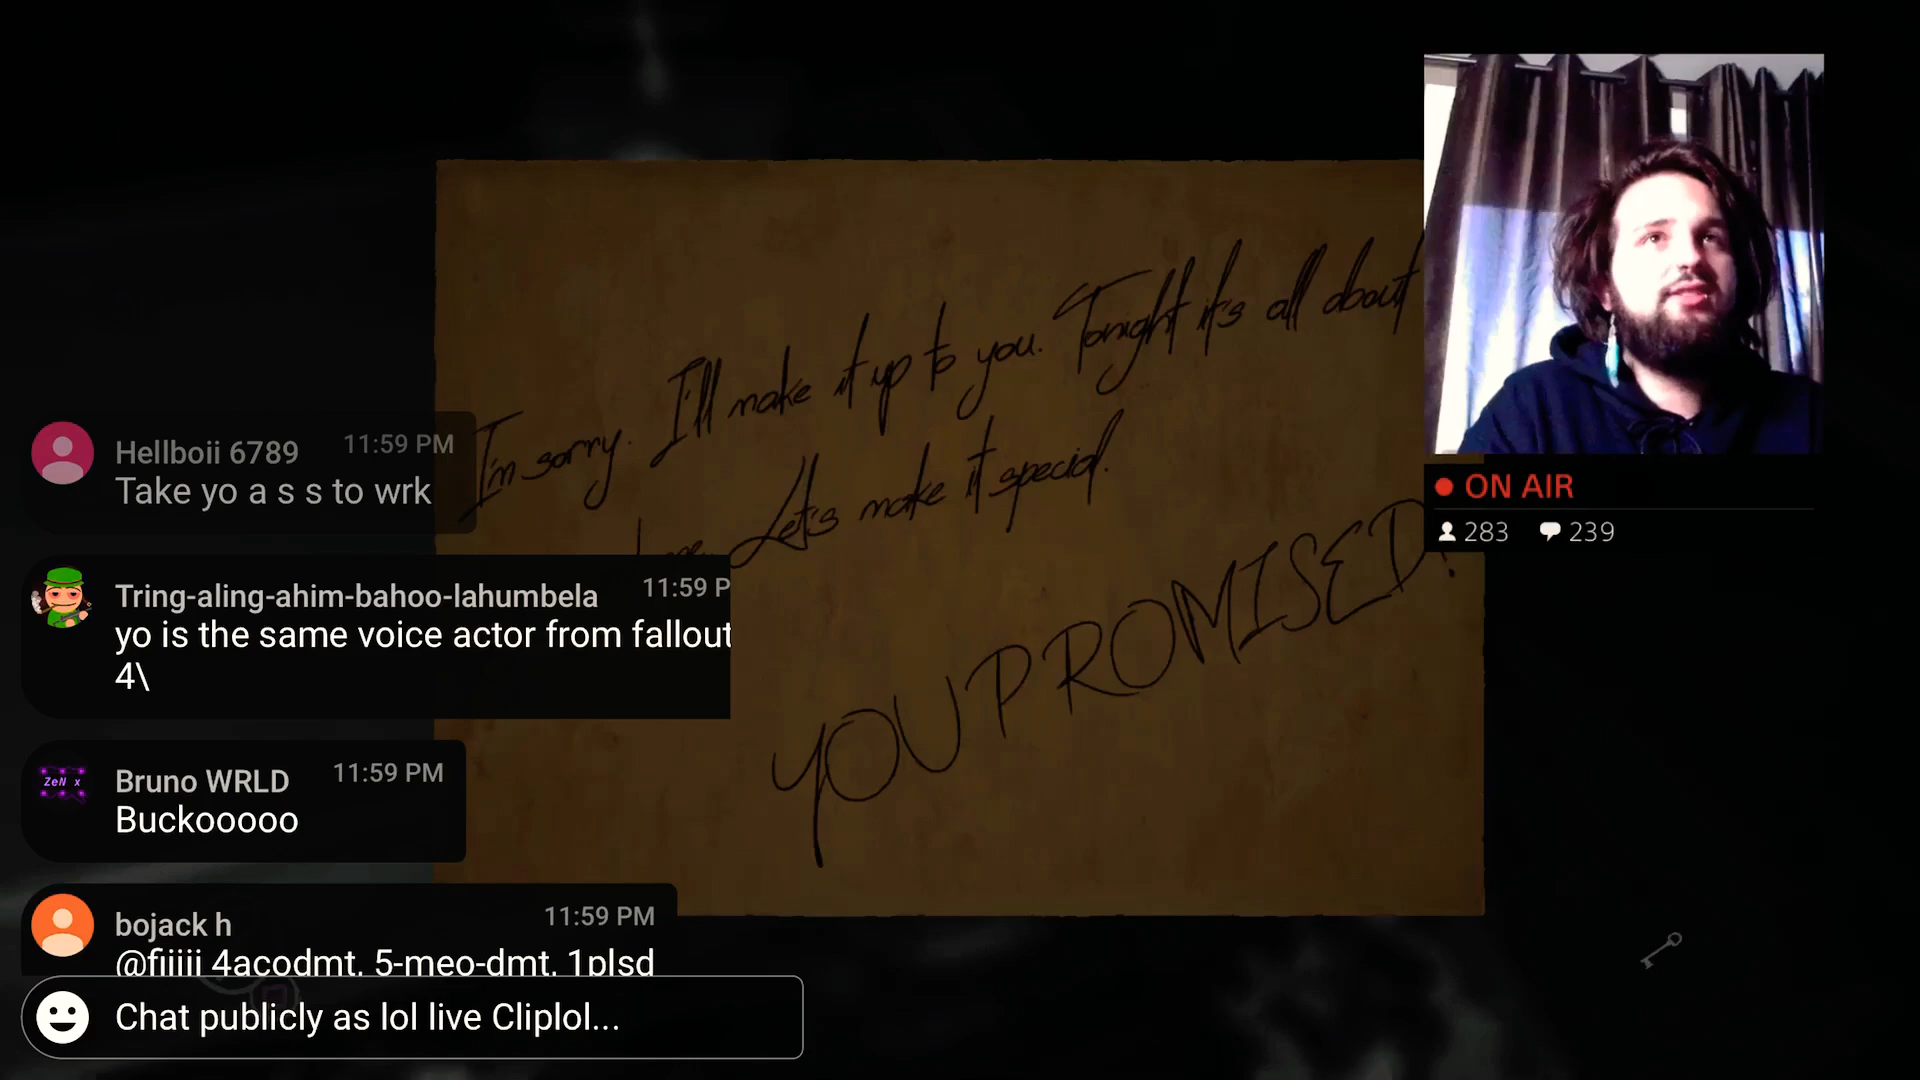 I'm sorry. I'll make it up to you. Tonight it's all about
Let's make it special.
YOU PROMISED!
ON AIR
283 239
Hellboii 6789 11:59 PM
Take yo a s s to wrk
Tring-aling-ahim-bahoo-lahumbela 11:59 P
yo is the same voice actor from fallout
4\
ZeN x
Bruno WRLD 11:59 PM
Buckooooo
bojack h 11:59 PM
@fiiiii 4acodmt, 5-meo-dmt, 1plsd
Chat publicly as lol live Cliplol...